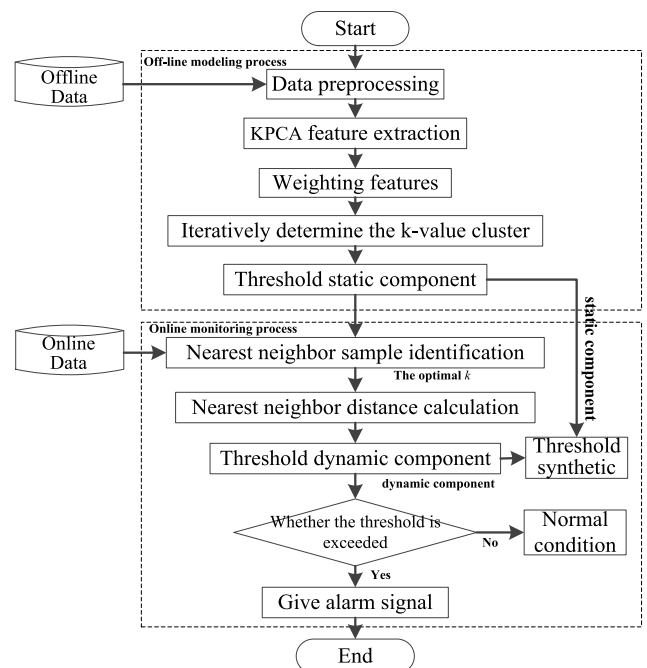 Start
Off-line modeling process
Offline
Data
Data preprocessing
KPCA feature extraction
Weighting features
Iteratively determine the k-value cluster
Threshold static component
static component
Online monitoring process
Online
Data
Nearest neighbor sample identification
The optimal k
Nearest neighbor distance calculation
Threshold dynamic component
dynamic component
Threshold
synthetic
Whether the threshold is
exceeded
No
Normal
condition
Yes
Give alarm signal
End